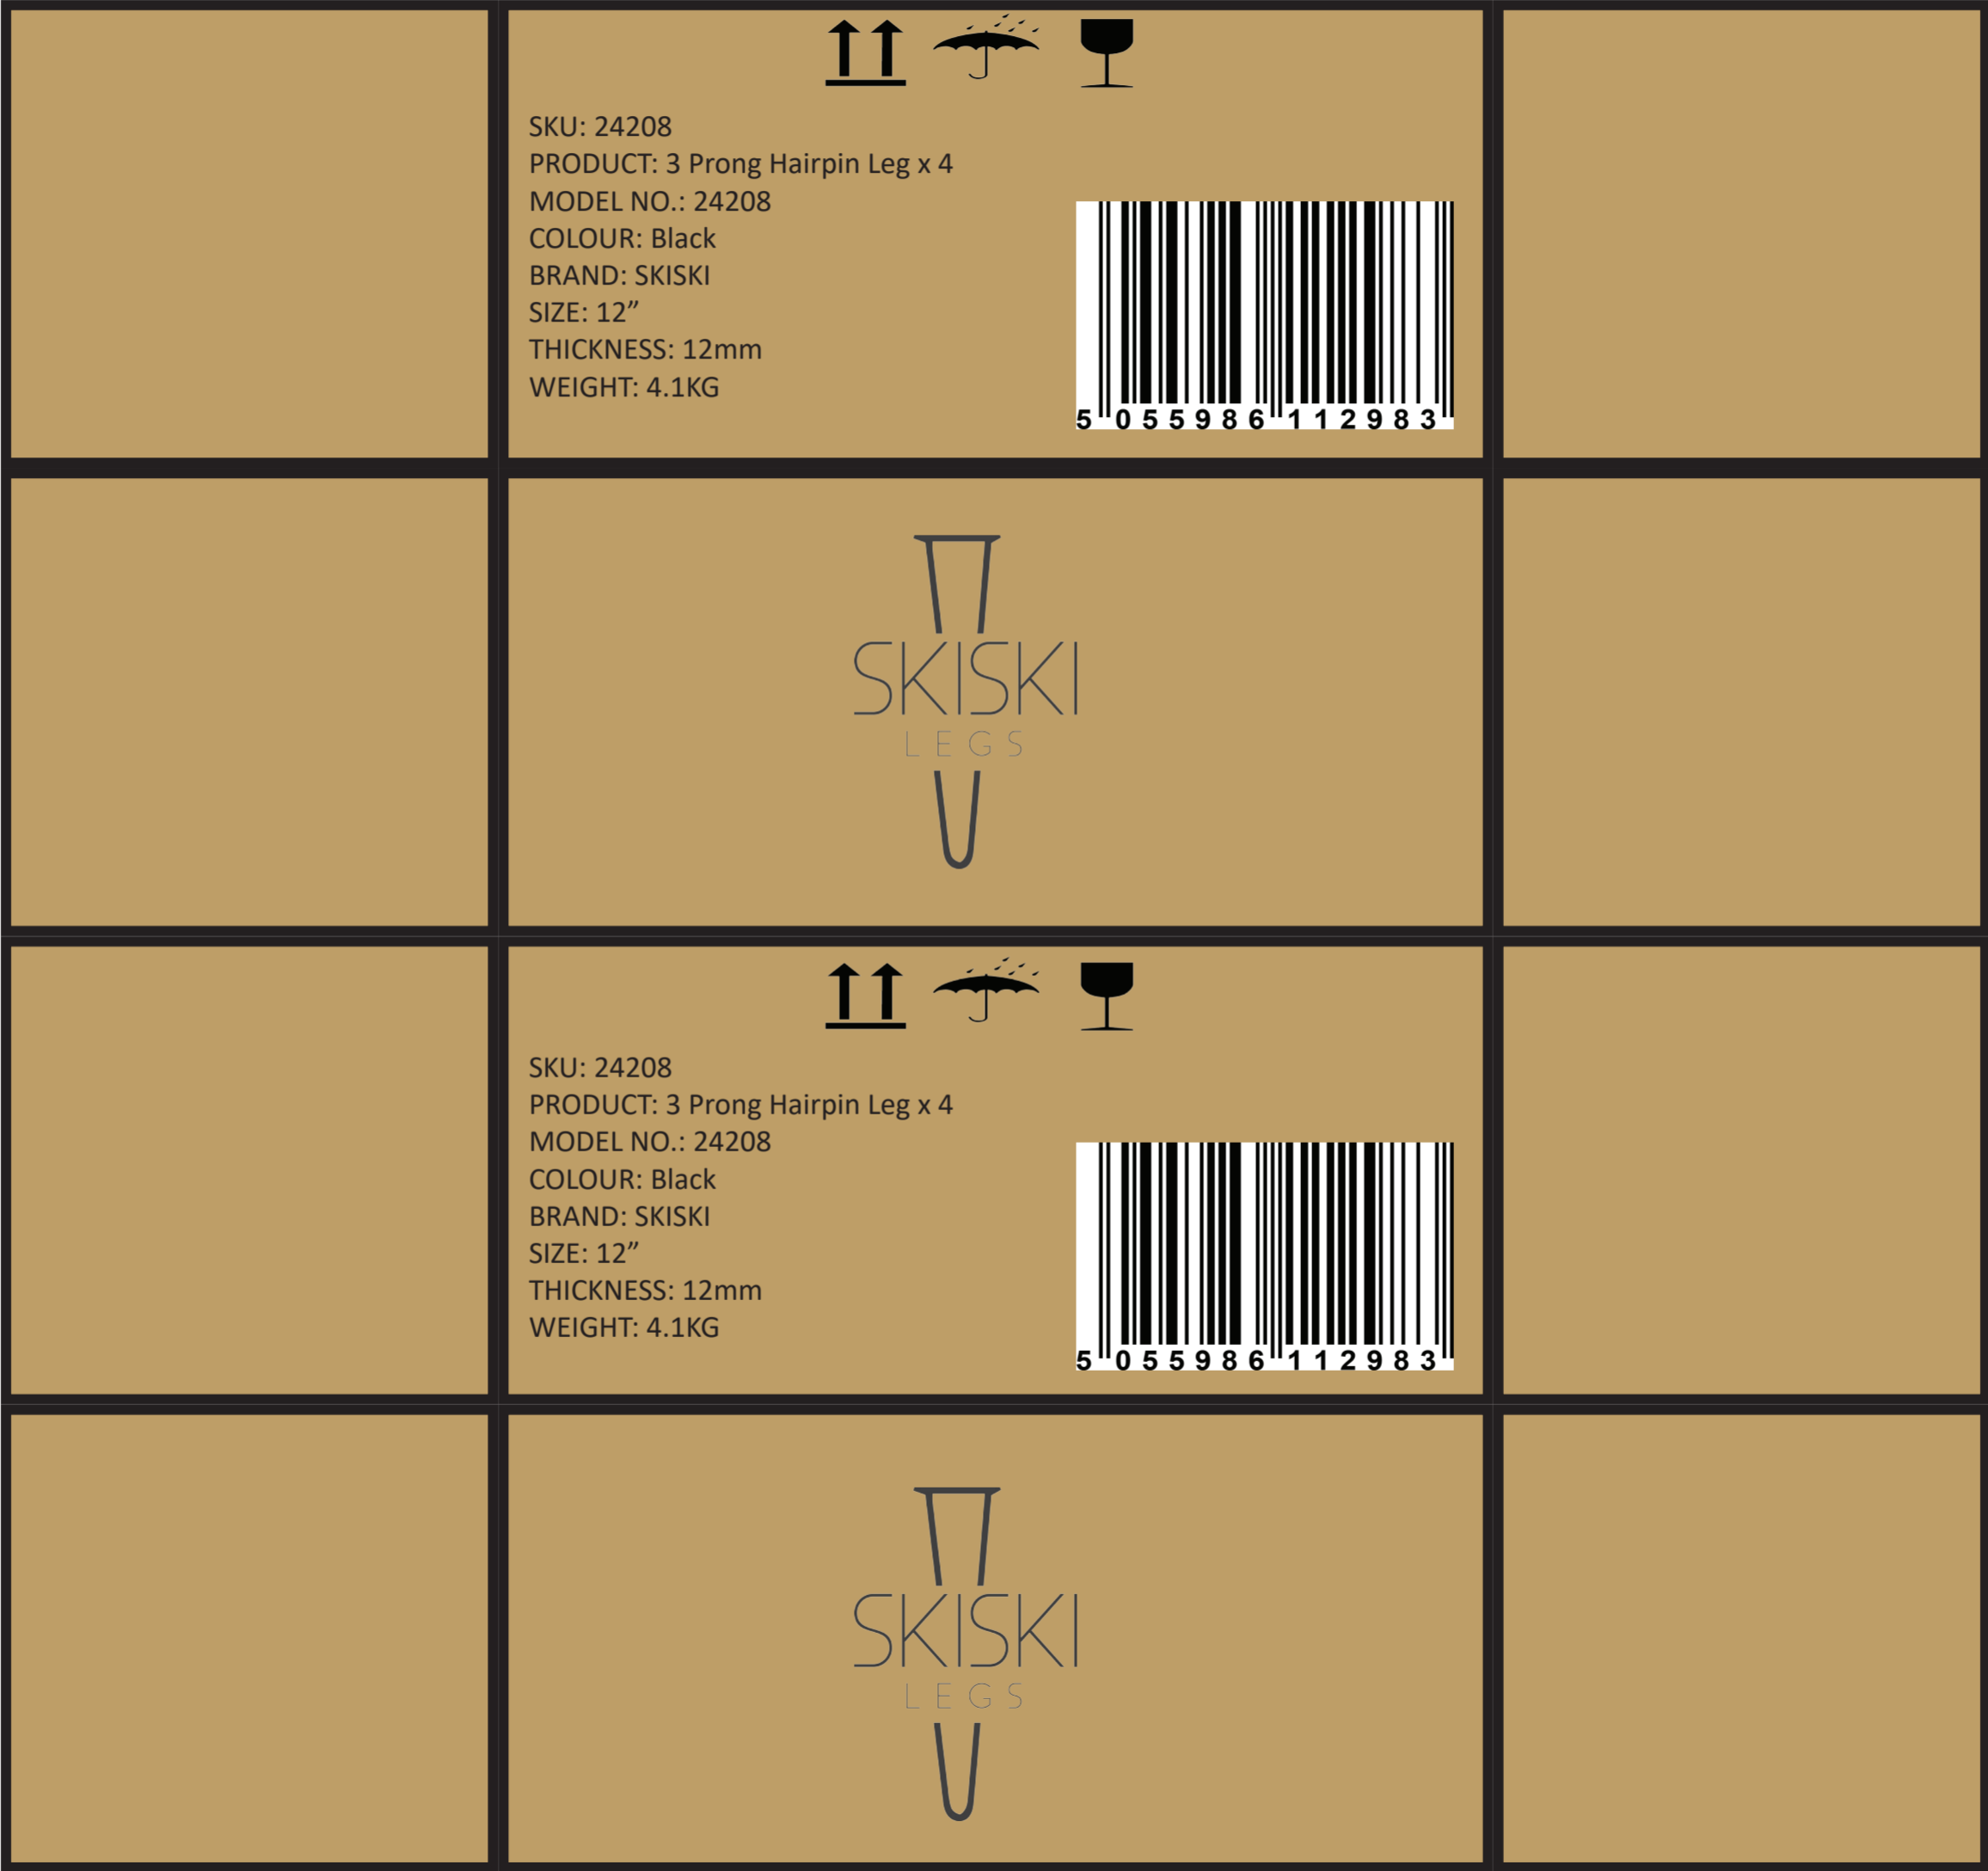 SKU: 24208
PRODUCT: 3 Prong Hairpin Leg x 4
MODEL NO.: 24208
COLOUR: Black
BRAND: SKISKI
SIZE: 12”
THICKNESS: 12mm
WEIGHT: 4.1KG
5 055986 112983
SKISKI
LEGS
SKU: 24208
PRODUCT: 3 Prong Hairpin Leg x 4
MODEL NO.: 24208
COLOUR: Black
BRAND: SKISKI
SIZE: 12”
THICKNESS: 12mm
WEIGHT: 4.1KG
5 055986 112983
SKISKI
LEGS